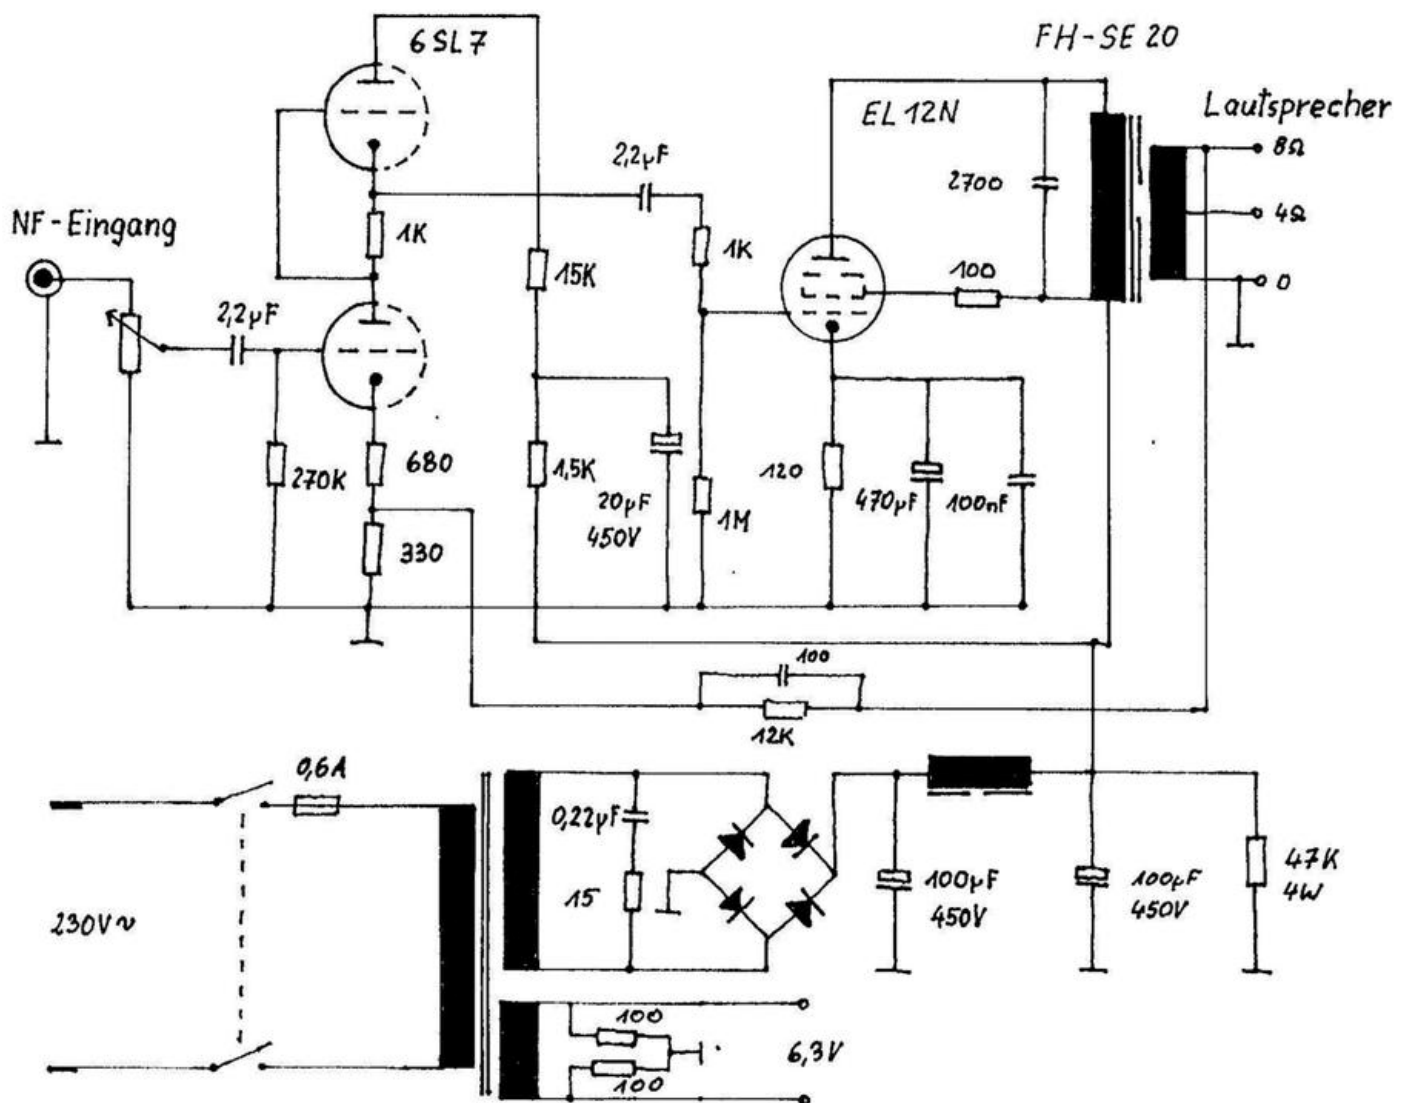 6SL7
FH-SE 20
EL 12N
Lautsprecher
8Ω
2,2µF
2700
4Ω
NF-Eingang
1K
1K
15K
100
0
2,2µF
270K
680
1,5K
20µF
450V
1M
120
470µF
100nF
330
100
12K
0,6A
0,22µF
15
100µF
450V
100µF
450V
47K
4W
230V~
100
6,3V
100